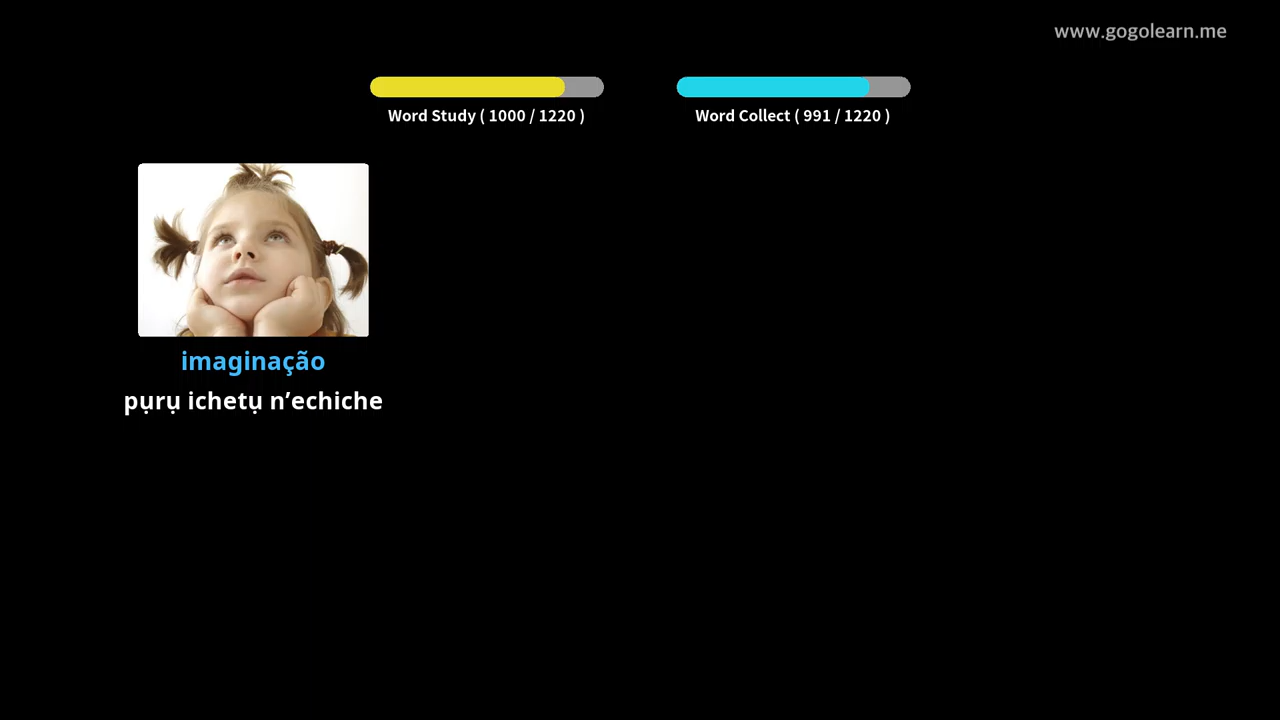 www.gogolearn.me
Word Study ( 1000 / 1220 )
Word Collect ( 991 / 1220 )
imaginação
pụrụ ichetụ n’echiche